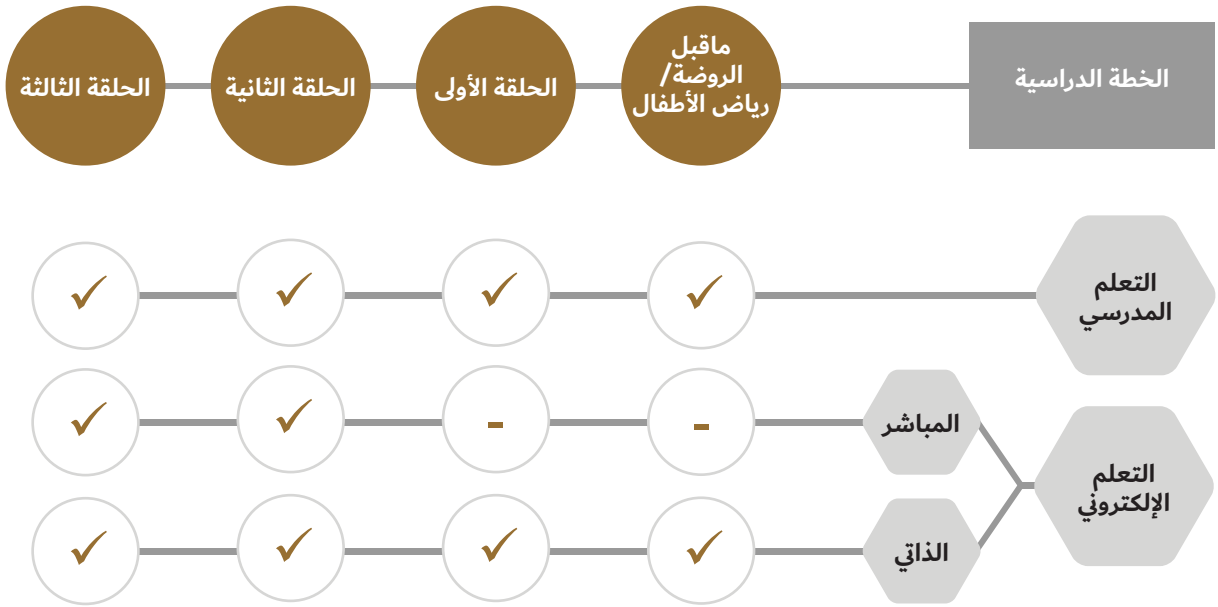 الخطة الدراسية
ماقبل
الروضة/
رياض الأطفال
الحلقة الأولى
الحلقة الثانية
الحلقة الثالثة
التعلم
المدرسي
✓ ✓ ✓ ✓
التعلم
الإلكتروني
المباشر
- - ✓ ✓
الذاتي
✓ ✓ ✓ ✓